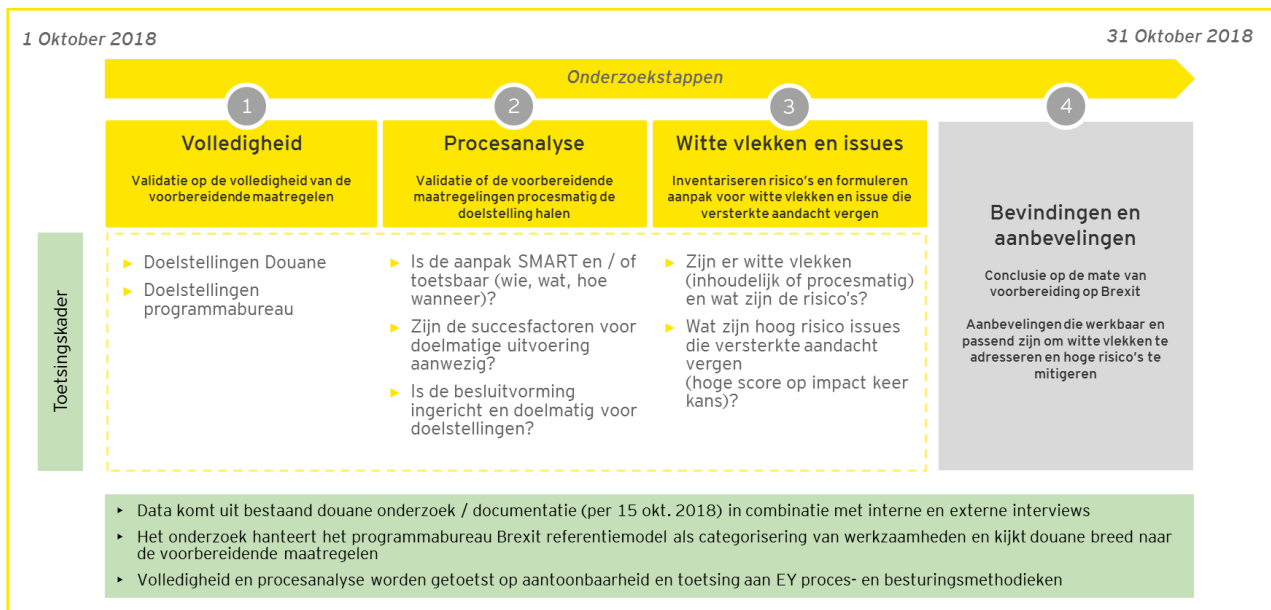 1 Oktober 2018
31 Oktober 2018
Onderzoekstappen
1
2
3
4
Volledigheid
Validatie op de volledigheid van de
voorbereidende maatregelen
Procesanalyse
Validatie of de voorbereidende
maatregelingen procesmatig de
doelstelling halen
Witte vlekken en issues
Inventariseren risico's en formuleren
aanpak voor witte vlekken en issue die
versterkte aandacht vergen
Bevindingen en
aanbevelingen
Conclusie op de mate van
voorbereiding op Brexit
Aanbevelingen die werkbaar en
passend zijn om witte vlekken te
adresseren en hoge risico's te
mitigeren
Toetsingskader
► Doelstellingen Douane
► Doelstellingen
programmabureau
► Is de aanpak SMART en / of
toetsbaar (wie, wat, hoe
wanneer)?
► Zijn de succesfactoren voor
doelmatige uitvoering
aanwezig?
► Is de besluitvorming
ingericht en doelmatig voor
doelstellingen?
► Zijn er witte vlekken
(inhoudelijk of procesmatig)
en wat zijn de risico's?
► Wat zijn hoog risico issues
die versterkte aandacht
vergen
(hoge score op impact keer
kans)?
► Data komt uit bestaand douane onderzoek / documentatie (per 15 okt. 2018) in combinatie met interne en externe interviews
► Het onderzoek hanteert het programmabureau Brexit referentiemodel als categorisering van werkzaamheden en kijkt douane breed naar
de voorbereidende maatregelen
► Volledigheid en procesanalyse worden getoetst op aantoonbaarheid en toetsing aan EY proces- en besturingsmethodieken